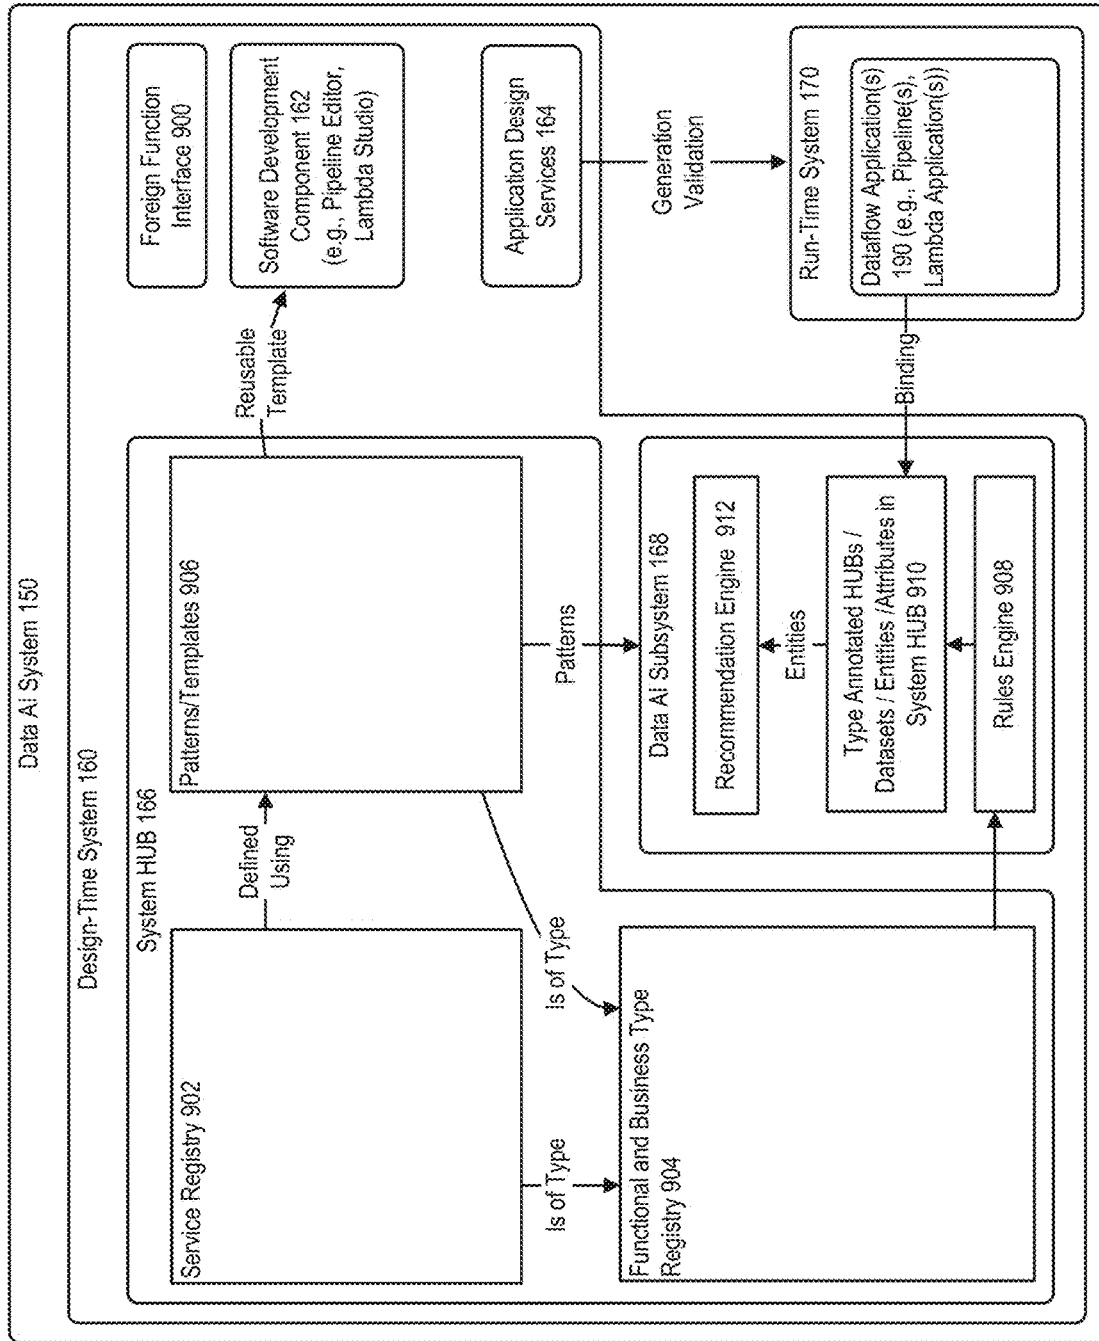 Data AI System 150
Design-Time System 160
System HUB 166
Service Registry 902
Defined
Using
Patterns/Templates 906
Reusable
Template
Foreign Function
Interface 900
Software Development
Component 162
(e.g., Pipeline Editor,
Lambda Studio)
Is of Type
Is of Type
Patterns
Application Design
Services 164
Functional and Business Type
Registry 904
Data AI Subsystem 168
Recommendation Engine 912
Entities
Type Annotated HUBs /
Datasets / Entities /Attributes in
System HUB 910
Rules Engine 908
Binding
Generation
Validation
Run-Time System 170
Dataflow Application(s)
190 (e.g., Pipeline(s),
Lambda Application(s))